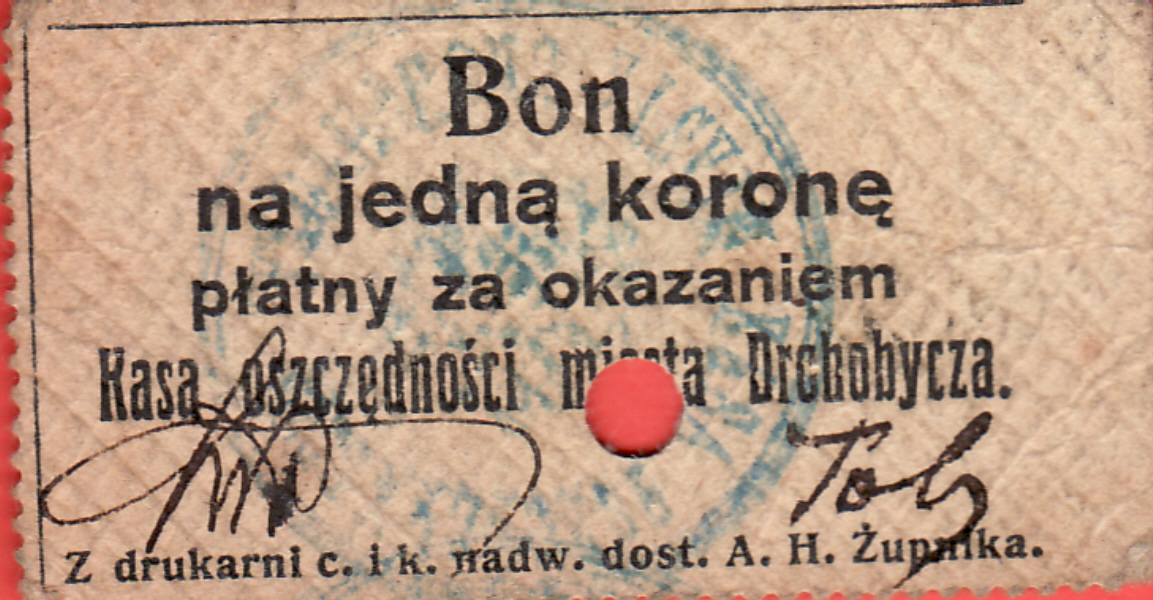 Bon
na jedną koronę
płatny za okazaniem
Kasa oszczędności miasta Drohobycza.
Z drukarni c. i k. nadw. dost. A. H. Żupnika.